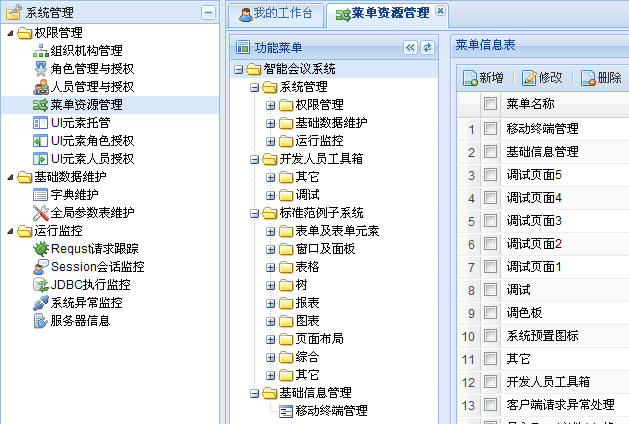 系统管理
权限管理
组织机构管理
角色管理与授权
人员管理与授权
菜单资源管理
UI元素托管
UI元素角色授权
UI元素人员授权
基础数据维护
字典维护
全局参数表维护
运行监控
Requst请求跟踪
Session会话监控
JDBC执行监控
系统异常监控
服务器信息
我的工作台
菜单资源管理
功能菜单
智能会议系统
系统管理
权限管理
基础数据维护
运行监控
开发人员工具箱
其它
调试
标准范例子系统
表单及表单元素
窗口及面板
表格
树
报表
图表
页面布局
综合
其它
基础信息管理
移动终端管理
菜单信息表
新增 修改 删除
菜单名称
1 移动终端管理
2 基础信息管理
3 调试页面5
4 调试页面4
5 调试页面3
6 调试页面2
7 调试页面1
8 调试
9 调色板
10 系统预置图标
11 其它
12 开发人员工具箱
13 客户端请求异常处理